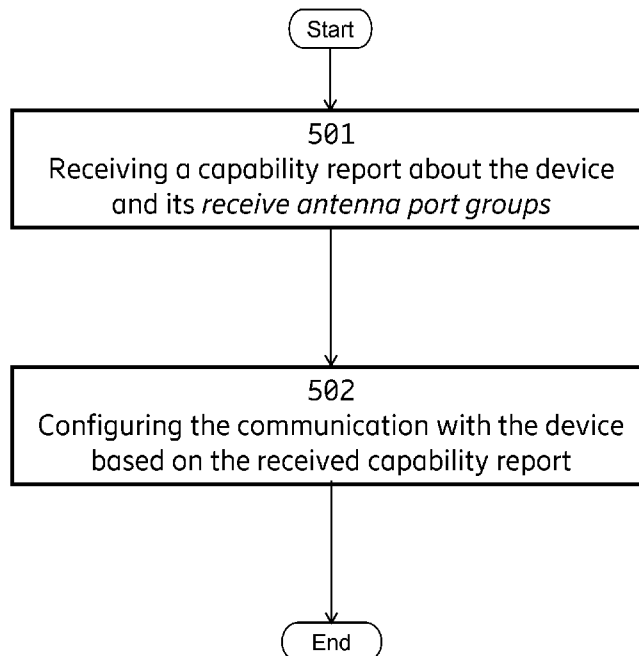 Start
501
Receiving a capability report about the device
and its receive antenna port groups
502
Configuring the communication with the device
based on the received capability report
End